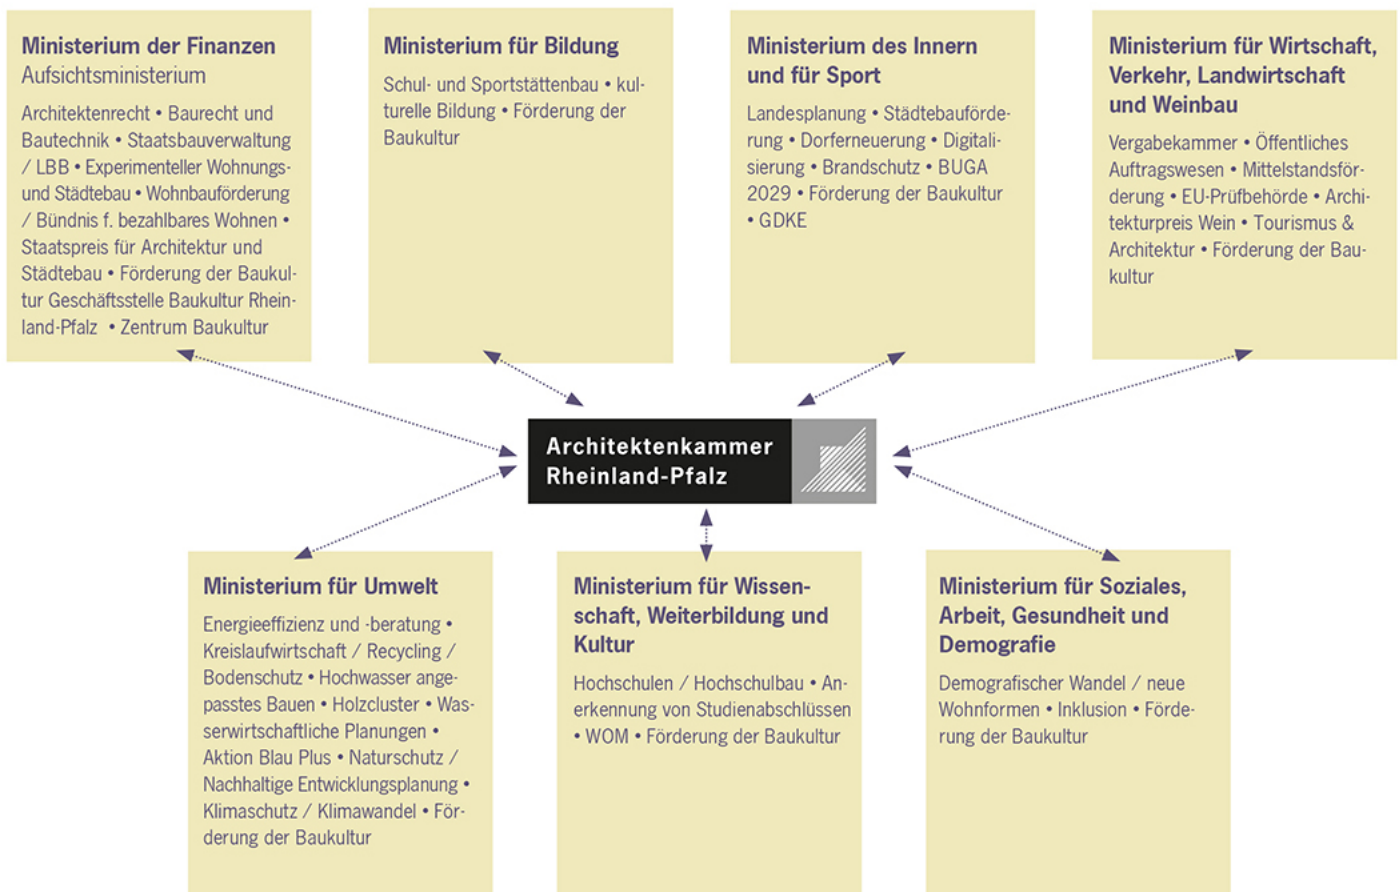 Ministerium der Finanzen
Aufsichtsministerium
Architektenrecht • Baurecht und
Bautechnik • Staatsbauverwaltung
/ LBB • Experimenteller Wohnungs-
und Städtebau • Wohnbauförderung
/ Bündnis f. bezahlbares Wohnen •
Staatspreis für Architektur und
Städtebau • Förderung der Baukul-
tur Geschäftsstelle Baukultur Rhein-
land-Pfalz • Zentrum Baukultur
Ministerium für Bildung
Schul- und Sportstättenbau • kul-
turelle Bildung • Förderung der
Baukultur
Ministerium des Innern
und für Sport
Landesplanung • Städtebauförde-
rung • Dorferneuerung • Digitali-
sierung • Brandschutz • BUGA
2029 • Förderung der Baukultur
• GDKE
Ministerium für Wirtschaft,
Verkehr, Landwirtschaft
und Weinbau
Vergabekammer • Öffentliches
Auftragswesen • Mittelstandsför-
derung • EU-Prüfbehörde • Archi-
tekturpreis Wein • Tourismus &
Architektur • Förderung der Bau-
kultur
Architektenkammer
Rheinland-Pfalz
Ministerium für Umwelt
Energieeffizienz und -beratung •
Kreislaufwirtschaft / Recycling /
Bodenschutz • Hochwasser ange-
passtes Bauen • Holzcluster • Was-
serwirtschaftliche Planungen •
Aktion Blau Plus • Naturschutz /
Nachhaltige Entwicklungsplanung •
Klimaschutz / Klimawandel • För-
derung der Baukultur
Ministerium für Wissen-
schaft, Weiterbildung und
Kultur
Hochschulen / Hochschulbau • An-
erkennung von Studienabschlüssen
• WOM • Förderung der Baukultur
Ministerium für Soziales,
Arbeit, Gesundheit und
Demografie
Demografischer Wandel / neue
Wohnformen • Inklusion • Förde-
rung der Baukultur